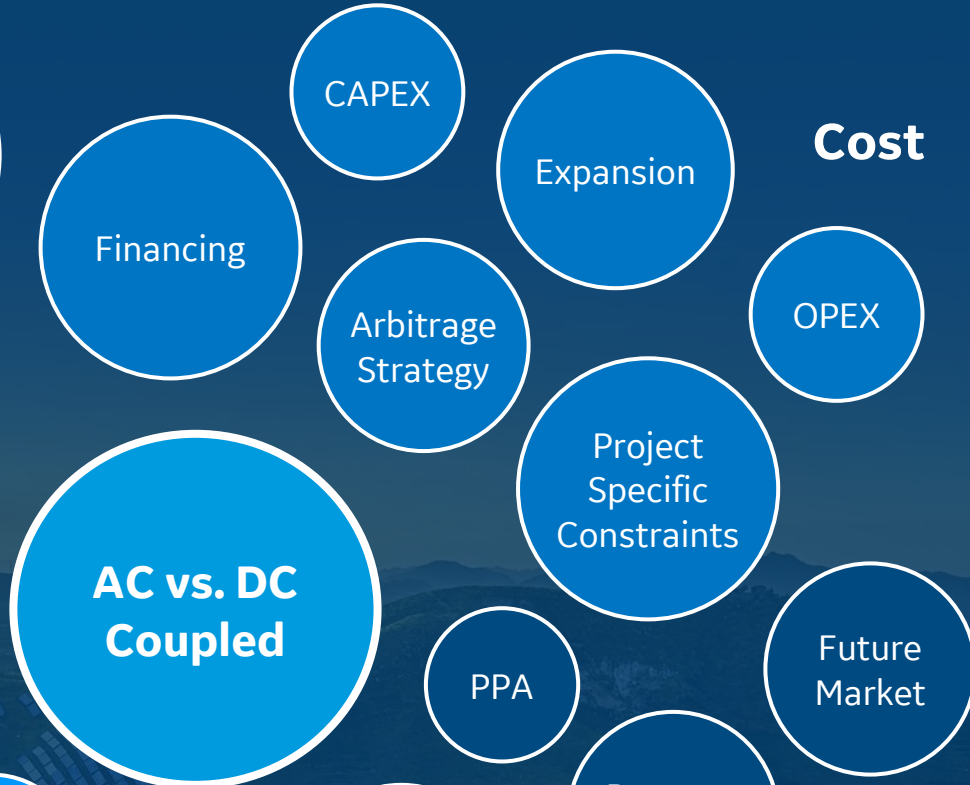 CAPEX
Expansion
Cost
Financing
Arbitrage
Strategy
OPEX
Project
Specific
Constraints
AC vs. DC
Coupled
PPA
Future
Market